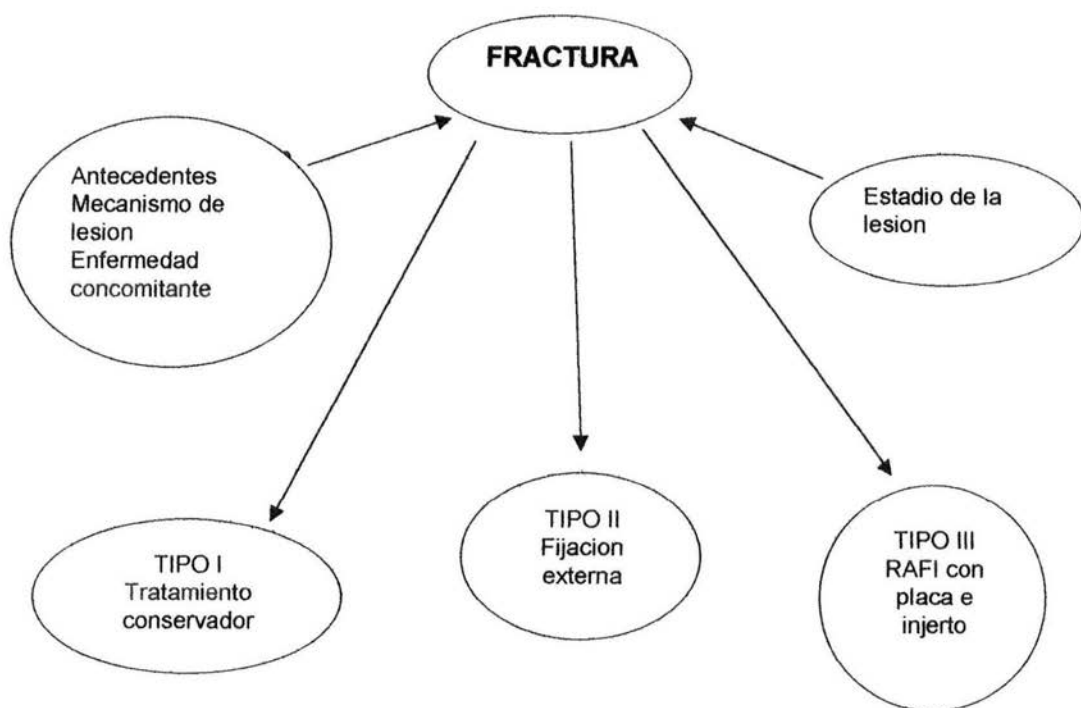 FRACTURA
Antecedentes
Mecanismo de
lesion
Enfermedad
concomitante
Estadio de la
lesion
TIPO I
Tratamiento
conservador
TIPO II
Fijacion
externa
TIPO III
RAFI con
placa e
injerto